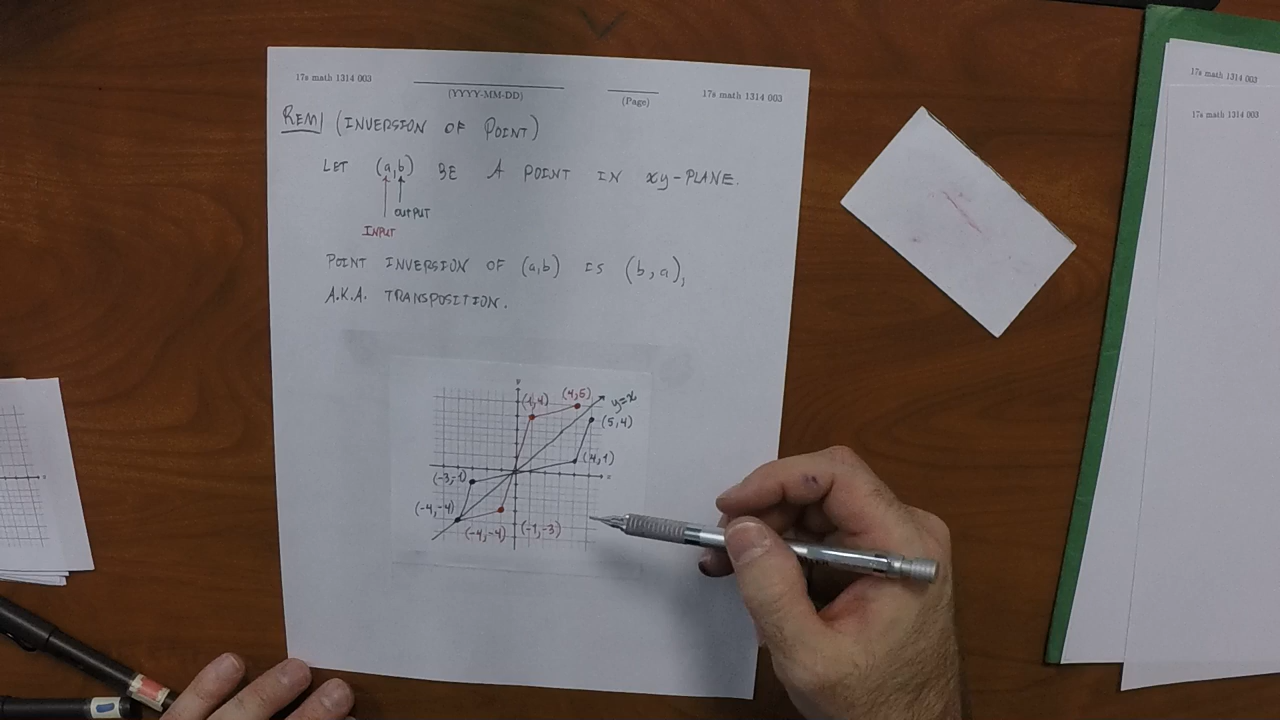 17s math 1314 003
(YYYY-MM-DD)
(Page)
17s math 1314 003
REM (INVERSION OF POINT)
LET (a,b) BE A POINT IN xy-PLANE.
OUTPUT
INPUT
POINT INVERSION OF (a,b) IS (b,a),
A.K.A. TRANSPOSITION.
(1,4) (4,5) y=x
(5,4)
(4,1)
(-3,-1)
(-4,-4)
(-4,-4) (-1,-3)
17s math 1314 003
17s math 1314 003